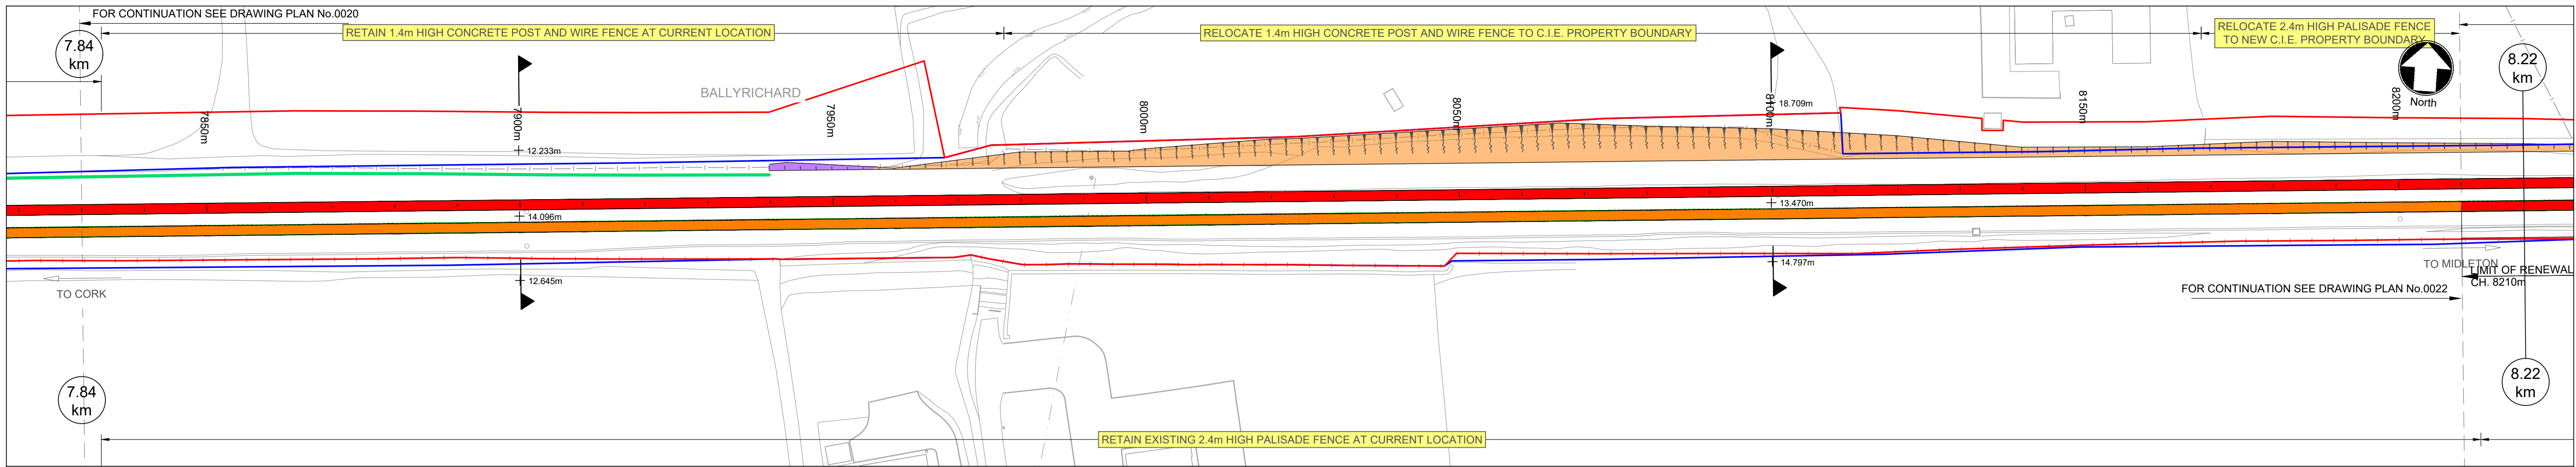 FOR CONTINUATION SEE DRAWING PLAN No.0020
RETAIN 1.4m HIGH CONCRETE POST AND WIRE FENCE AT CURRENT LOCATION
RELOCATE 1.4m HIGH CONCRETE POST AND WIRE FENCE TO C.I.E. PROPERTY BOUNDARY
RELOCATE 2.4m HIGH PALISADE FENCE
TO NEW C.I.E. PROPERTY BOUNDARY
7.84
km
8.22
km
North
BALLYRICHARD
7850m
7900m
7950m
8000m
8050m
8100m
8150m
8200m
18.709m
12.233m
14.096m
13.470m
12.645m
14.797m
TO CORK
TO MIDLETON
LIMIT OF RENEWAL
CH. 8210m
FOR CONTINUATION SEE DRAWING PLAN No.0022
7.84
km
8.22
km
RETAIN EXISTING 2.4m HIGH PALISADE FENCE AT CURRENT LOCATION